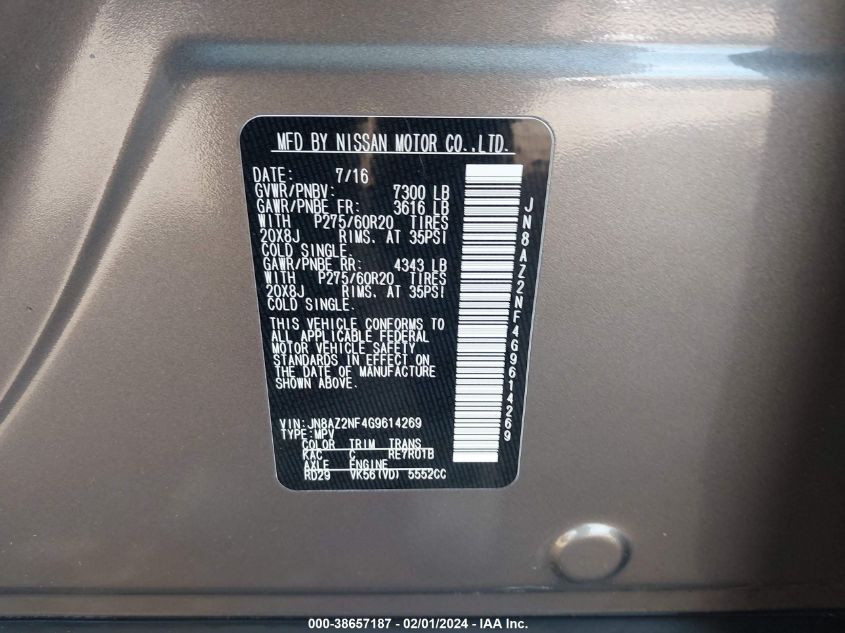 MFD BY NISSAN MOTOR CO.,LTD.
DATE: 7/16
GVWR/PNBV: 7300 LB
GAWR/PNBE FR: 3616 LB
WITH P275/60R20 TIRES
20X8J RIMS. AT 35PSI
COLD SINGLE.
GAWR/PNBE RR: 4343 LB
WITH P275/60R20 TIRES
20X8J RIMS. AT 35PSI
COLD SINGLE.
THIS VEHICLE CONFORMS TO
ALL APPLICABLE FEDERAL
MOTOR VEHICLE SAFETY
STANDARDS IN EFFECT ON
THE DATE OF MANUFACTURE
SHOWN ABOVE.
VIN:JN8AZ2NF4G9614269
TYPE:MPV
COLOR TRIM TRANS
KAC C RE7R01B
AXLE ENGINE
RD29 VK56(VD) 5552CC
JN8AZ2NF4G9614269
000-38657187 - 02/01/2024 - IAA Inc.